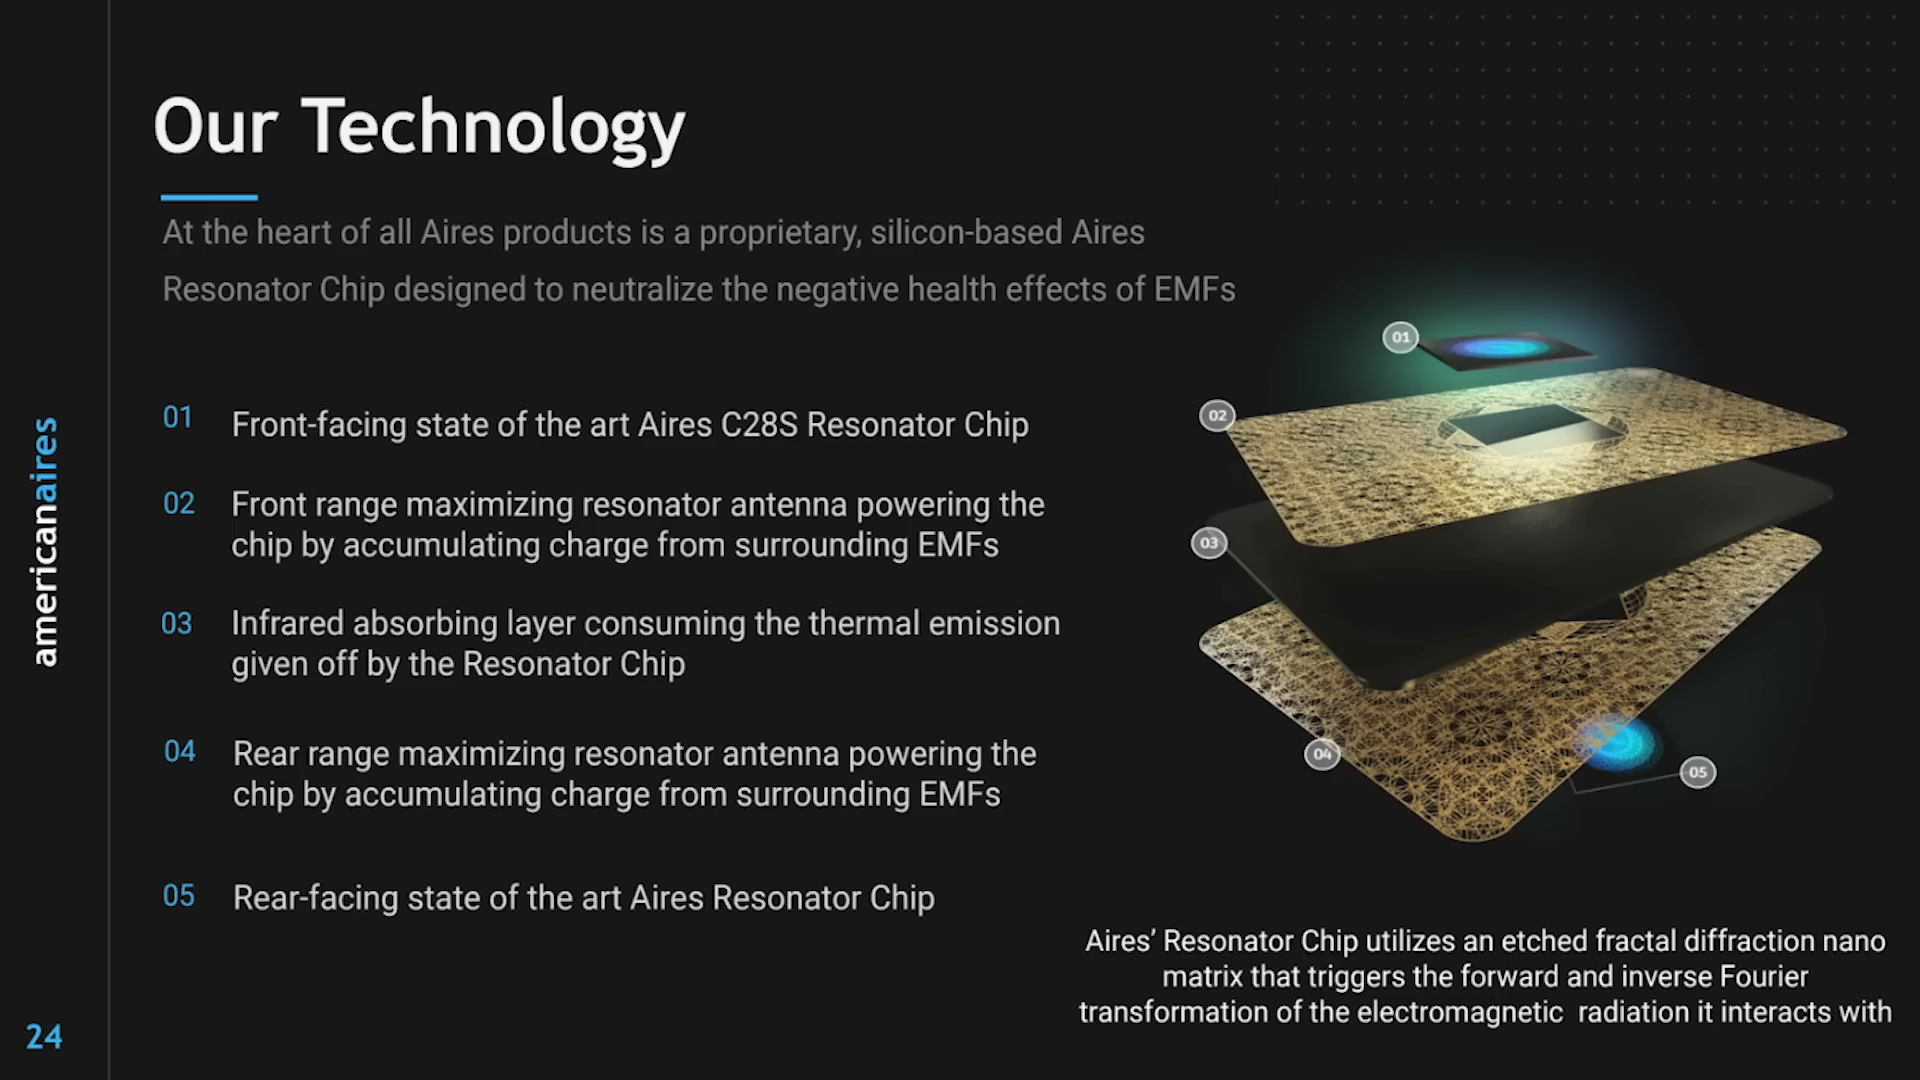 Our Technology
At the heart of all Aires products is a proprietary, silicon-based Aires
Resonator Chip designed to neutralize the negative health effects of EMFs
01
Front-facing state of the art Aires C28S Resonator Chip
02
Front range maximizing resonator antenna powering the
chip by accumulating charge from surrounding EMFs
03
Infrared absorbing layer consuming the thermal emission
given off by the Resonator Chip
04
Rear range maximizing resonator antenna powering the
chip by accumulating charge from surrounding EMFs
05
Rear-facing state of the art Aires Resonator Chip
01
02
03
04
05
Aires’ Resonator Chip utilizes an etched fractal diffraction nano
matrix that triggers the forward and inverse Fourier
transformation of the electromagnetic radiation it interacts with
americanaires
24